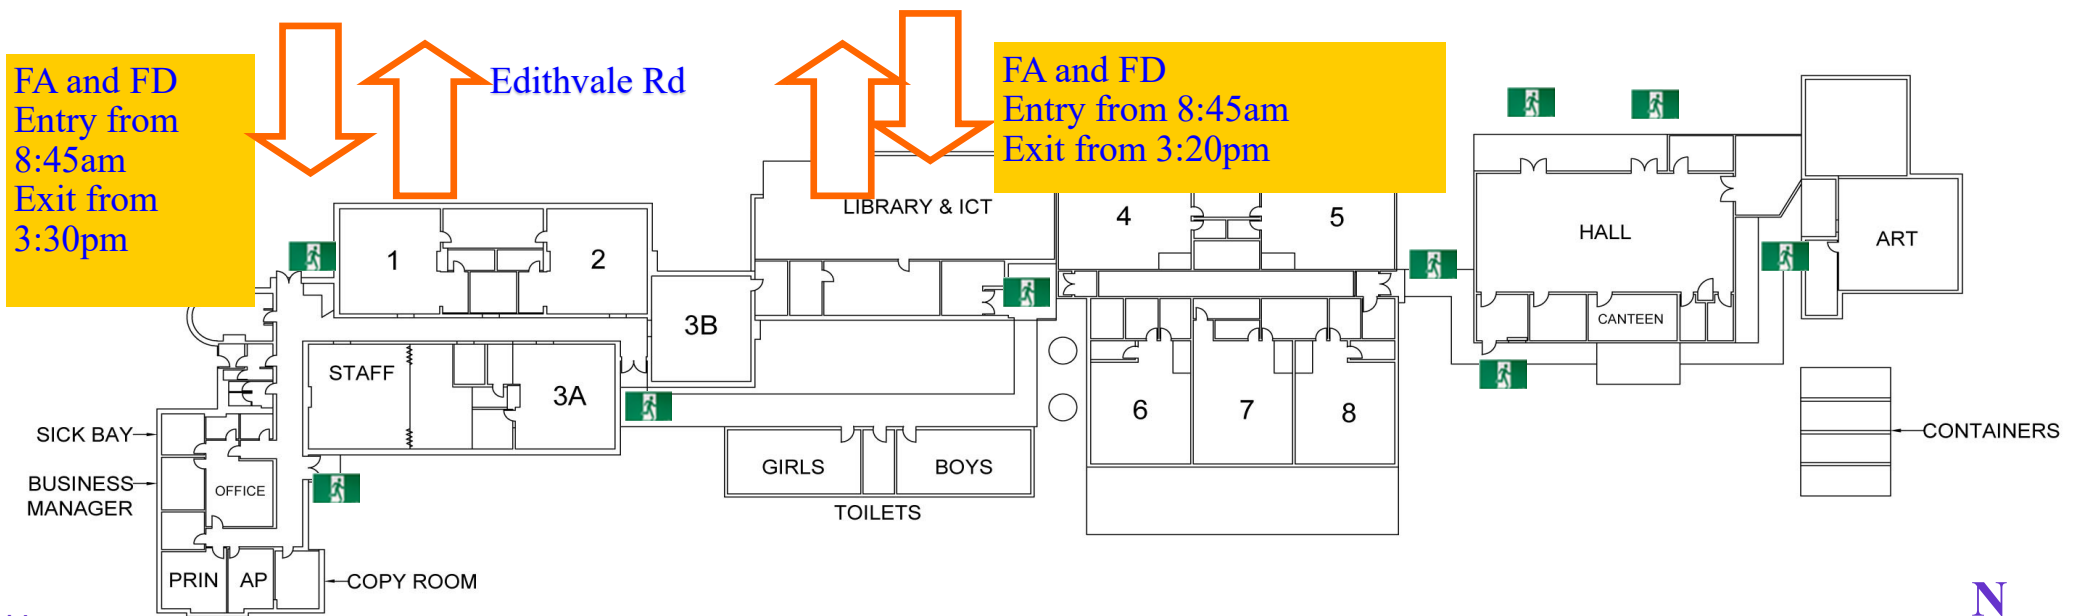 FA and FD
Entry from
8:45am
Exit from
3:30pm
Edithvale Rd
FA and FD
Entry from 8:45am
Exit from 3:20pm
LIBRARY & ICT
4
5
1
2
HALL
ART
3B
CANTEEN
STAFF
3A
6
7
8
SICK BAY
CONTAINERS
GIRLS
BOYS
BUSINESS
MANAGER
OFFICE
TOILETS
PRIN
AP
COPY ROOM
N